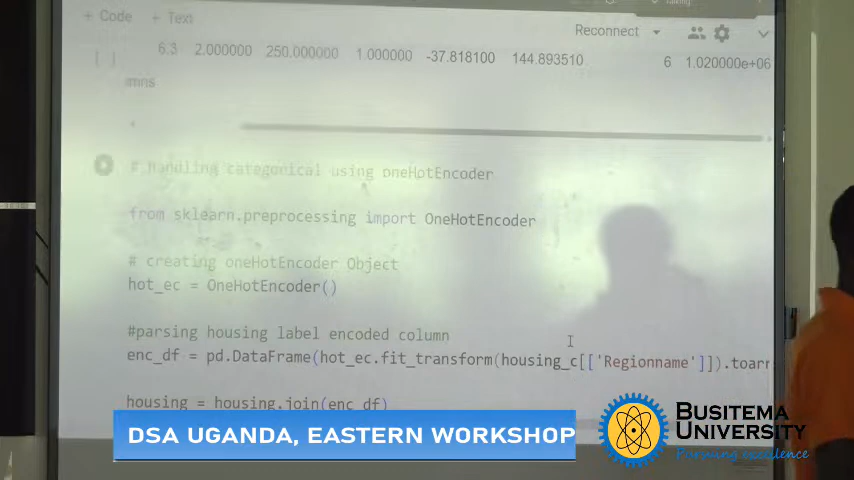 + Code + Text
Reconnect
[ ] 6.3 2.000000 250.000000 1.000000 -37.818100 144.893510 6 1.020000e+06
mns
# handling categorical using oneHotEncoder
from sklearn.preprocessing import OneHotEncoder
# creating oneHotEncoder Object
hot_ec = OneHotEncoder()
#parsing housing label encoded column
enc_df = pd.DataFrame(hot_ec.fit_transform(housing_c[['Regionname']]).toarr
housing = housing.join(enc_df)
DSA UGANDA, EASTERN WORKSHOP
BUSITEMA
UNIVERSITY
Pursuing excellence